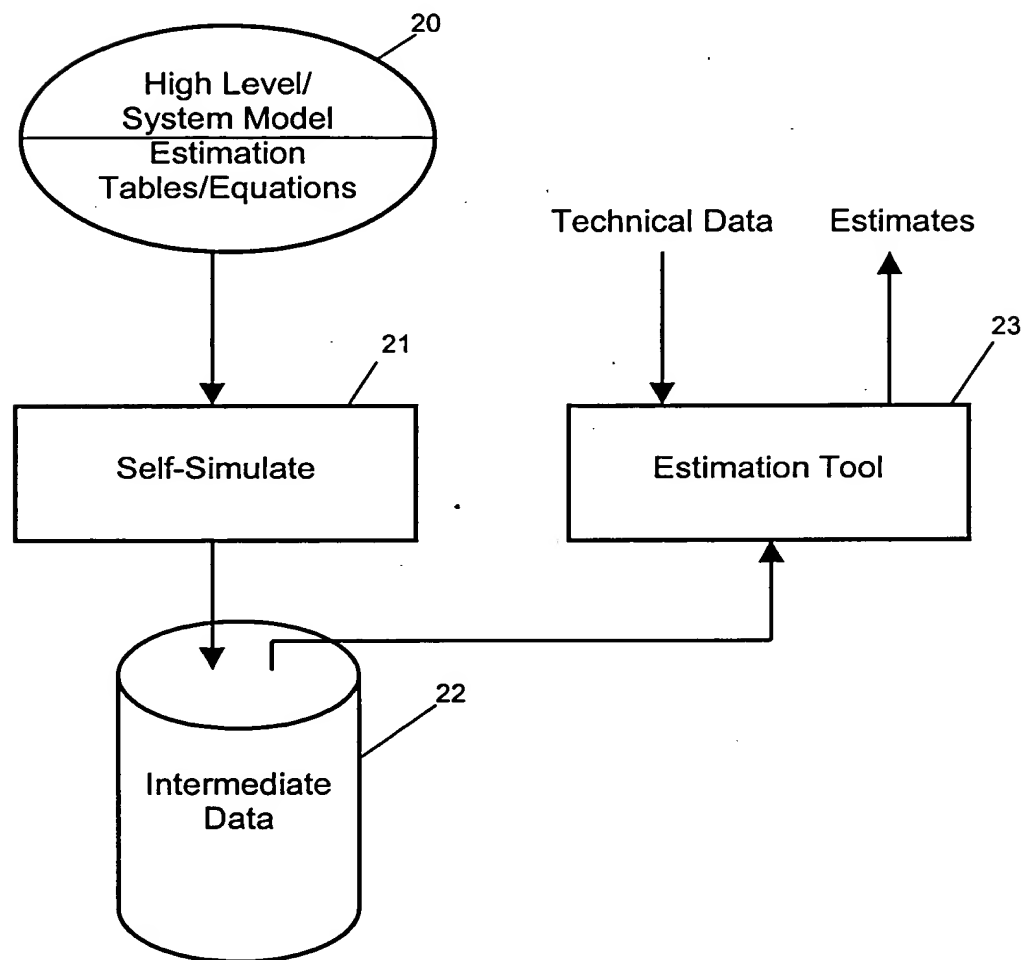 20
High Level/
System Model
Estimation
Tables/Equations
Technical Data
Estimates
21
23
Self-Simulate
Estimation Tool
22
Intermediate
Data